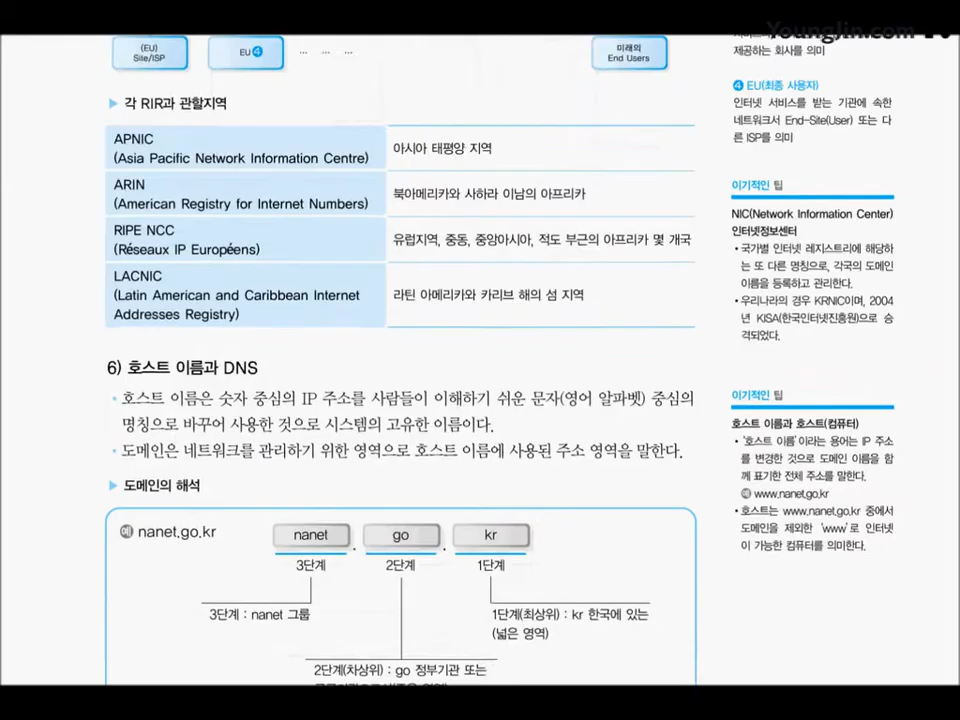 Younglin.com
제공하는 회사를 의미
(EU)
Site/ISP
EU ❹
... ... ...
미래의
End Users
▶ 각 RIR과 관할지역
APNIC
(Asia Pacific Network Information Centre)
아시아 태평양 지역
ARIN
(American Registry for Internet Numbers)
북아메리카와 사하라 이남의 아프리카
RIPE NCC
(Réseaux IP Européens)
유럽지역, 중동, 중앙아시아, 적도 부근의 아프리카 몇 개국
LACNIC
(Latin American and Caribbean Internet
Addresses Registry)
라틴 아메리카와 카리브 해의 섬 지역
6) 호스트 이름과 DNS
• 호스트 이름은 숫자 중심의 IP 주소를 사람들이 이해하기 쉬운 문자(영어 알파벳) 중심의
명칭으로 바꾸어 사용한 것으로 시스템의 고유한 이름이다.
• 도메인은 네트워크를 관리하기 위한 영역으로 호스트 이름에 사용된 주소 영역을 말한다.
▶ 도메인의 해석
예 nanet.go.kr
nanet . go . kr
3단계 2단계 1단계
3단계 : nanet 그룹
1단계(최상위) : kr 한국에 있는
(넓은 영역)
2단계(차상위) : go 정부기관 또는
❹ EU(최종 사용자)
인터넷 서비스를 받는 기관에 속한
네트워크서 End-Site(User) 또는 다
른 ISP를 의미
이기적인 팁
NIC(Network Information Center)
인터넷정보센터
• 국가별 인터넷 레지스트리에 해당하
는 또 다른 명칭으로, 각국의 도메인
이름을 등록하고 관리한다.
• 우리나라의 경우 KRNIC이며, 2004
년 KISA(한국인터넷진흥원)으로 승
격되었다.
이기적인 팁
호스트 이름과 호스트(컴퓨터)
• '호스트 이름'이라는 용어는 IP 주소
를 변경한 것으로 도메인 이름을 함
께 표기한 전체 주소를 말한다.
예 www.nanet.go.kr
• 호스트는 www.nanet.go.kr 중에서
도메인을 제외한 'www'로 인터넷
이 가능한 컴퓨터를 의미한다.